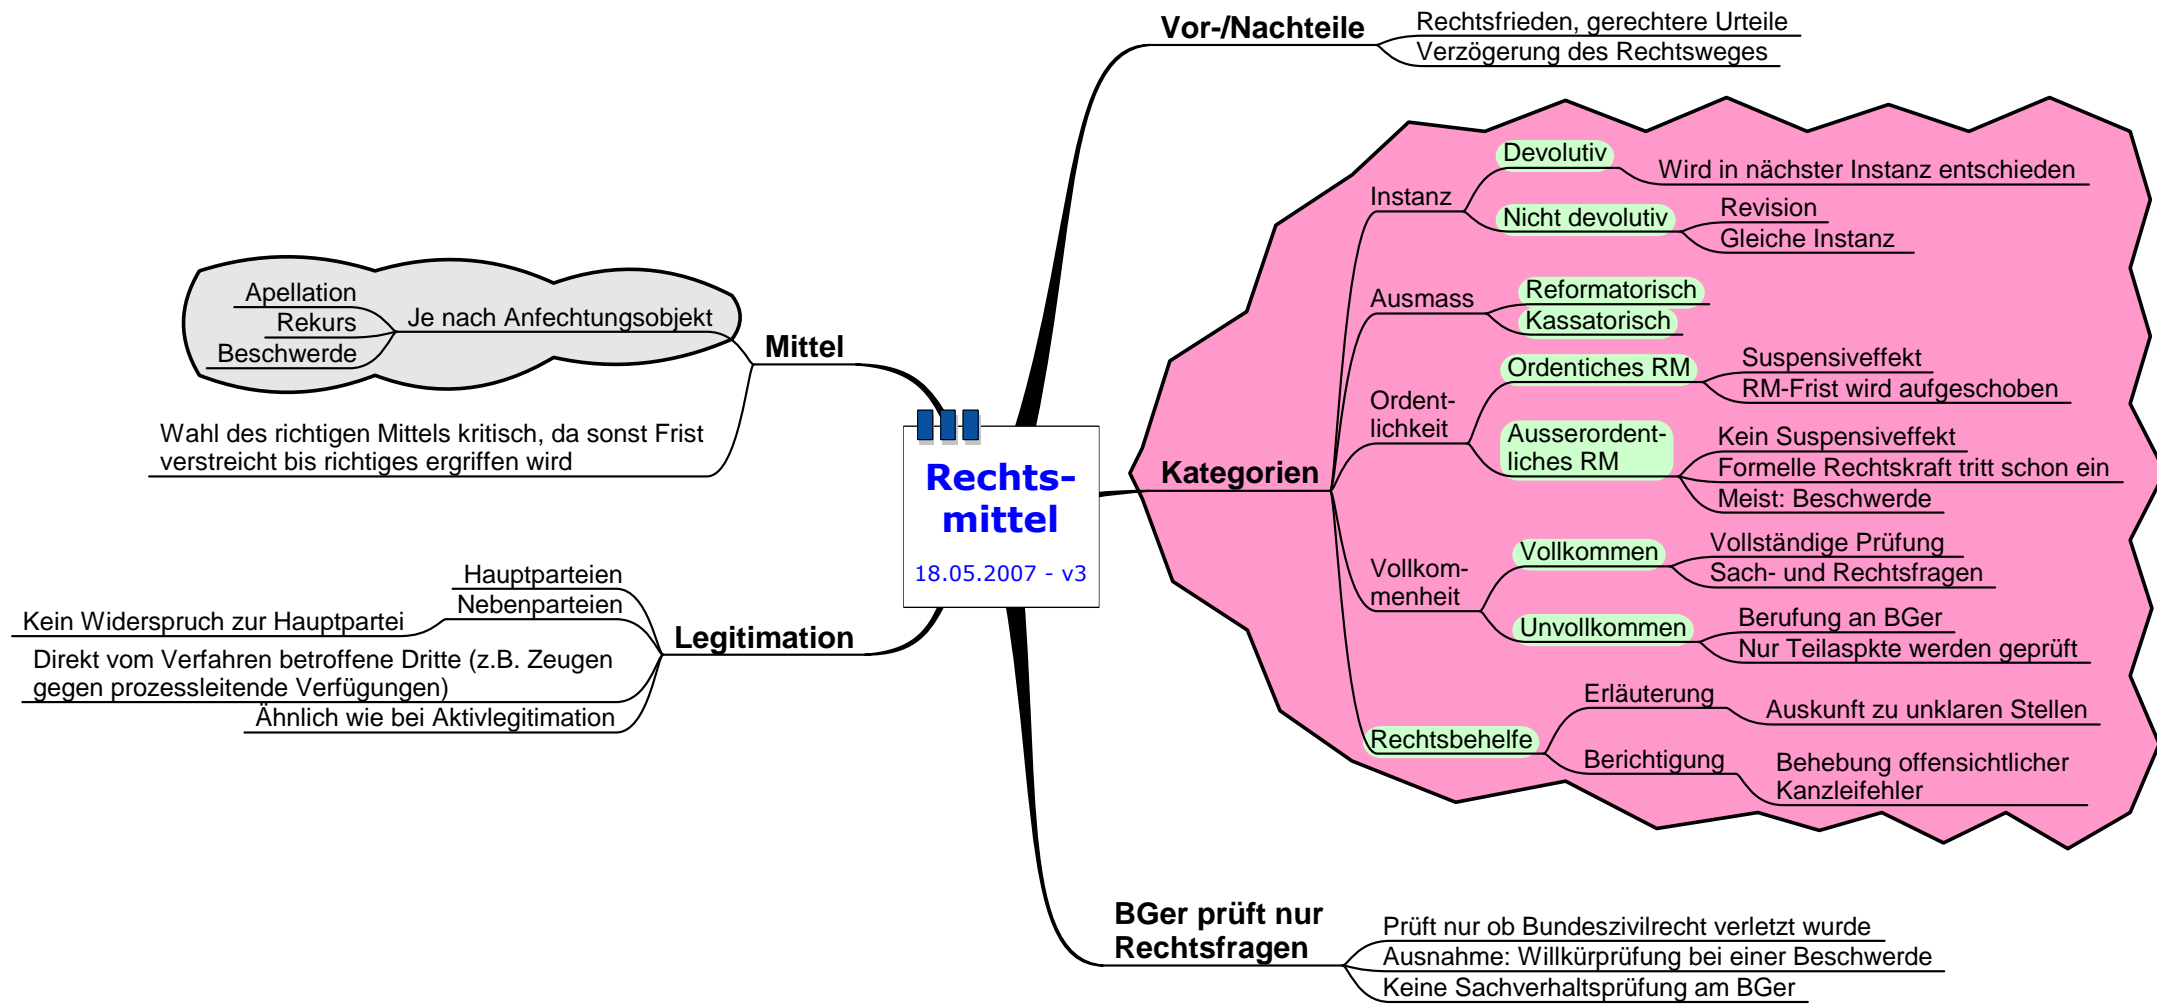 Rechts-
mittel
18.05.2007 - v3
Vor-/Nachteile
Rechtsfrieden, gerechtere Urteile
Verzögerung des Rechtsweges
Kategorien
Instanz
Devolutiv
Wird in nächster Instanz entschieden
Nicht devolutiv
Revision
Gleiche Instanz
Ausmass
Reformatorisch
Kassatorisch
Ordent-
lichkeit
Ordentiches RM
Suspensiveffekt
RM-Frist wird aufgeschoben
Ausserordent-
liches RM
Kein Suspensiveffekt
Formelle Rechtskraft tritt schon ein
Meist: Beschwerde
Vollkom-
menheit
Vollkommen
Vollständige Prüfung
Sach- und Rechtsfragen
Unvollkommen
Berufung an BGer
Nur Teilaspkte werden geprüft
Rechtsbehelfe
Erläuterung
Auskunft zu unklaren Stellen
Berichtigung
Behebung offensichtlicher
Kanzleifehler
BGer prüft nur
Rechtsfragen
Prüft nur ob Bundeszivilrecht verletzt wurde
Ausnahme: Willkürprüfung bei einer Beschwerde
Keine Sachverhaltsprüfung am BGer
Mittel
Je nach Anfechtungsobjekt
Apellation
Rekurs
Beschwerde
Wahl des richtigen Mittels kritisch, da sonst Frist
verstreicht bis richtiges ergriffen wird
Legitimation
Hauptparteien
Nebenparteien
Kein Widerspruch zur Hauptpartei
Direkt vom Verfahren betroffene Dritte (z.B. Zeugen
gegen prozessleitende Verfügungen)
Ähnlich wie bei Aktivlegitimation